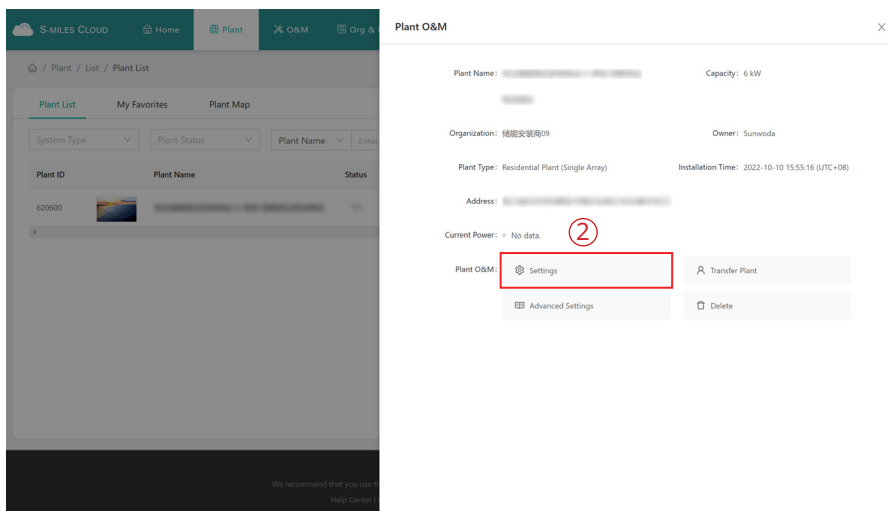 S-MILES CLOUD
Home
Plant
O&M
Org &
/ Plant / List / Plant List
Plant List
My Favorites
Plant Map
System Type
Plant Status
Plant Name
Enter
Plant ID
Plant Name
Status
620600
We recommend that you use th
Help Center |
Plant O&M
X
Plant Name:
Capacity: 6 kW
Organization: 储能安装商09
Owner: Sunwoda
Plant Type: Residential Plant (Single Array)
Installation Time: 2022-10-10 15:55:16 (UTC+08)
Address:
Current Power: No data.
②
Plant O&M:
Settings
Transfer Plant
Advanced Settings
Delete